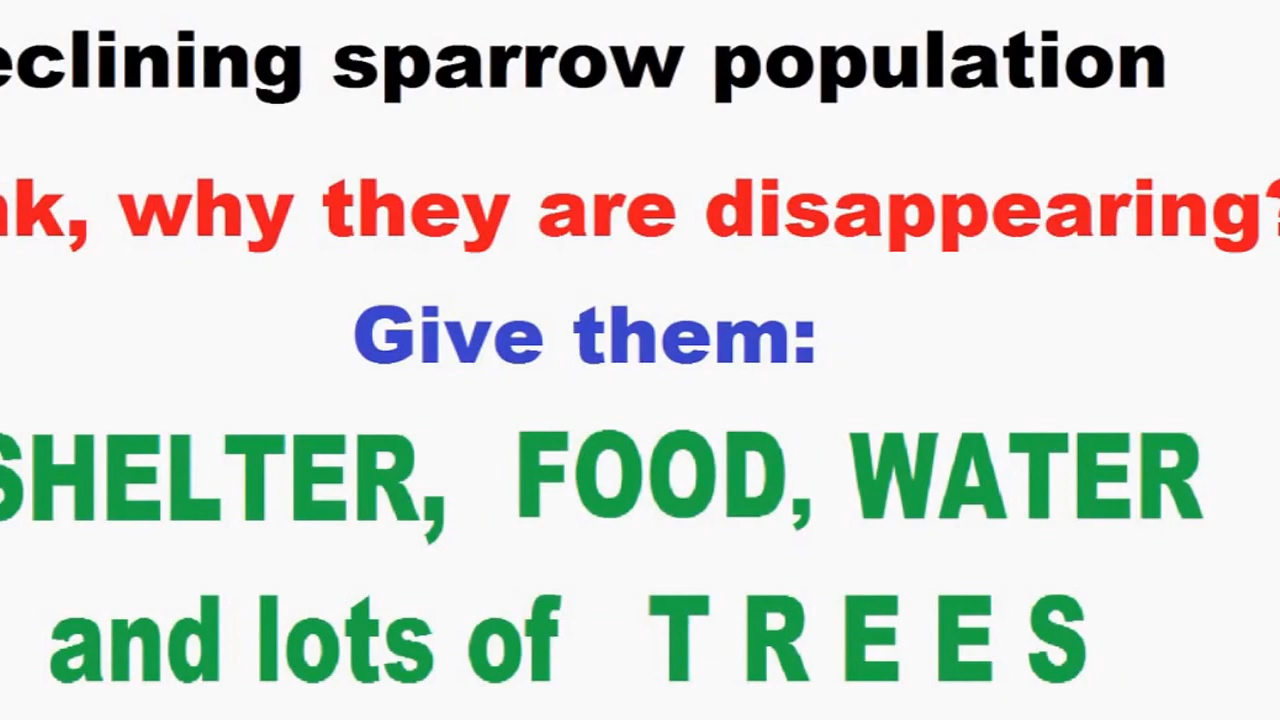 eclining sparrow population
nk, why they are disappearing?
Give them:
SHELTER, FOOD, WATER
and lots of T R E E S